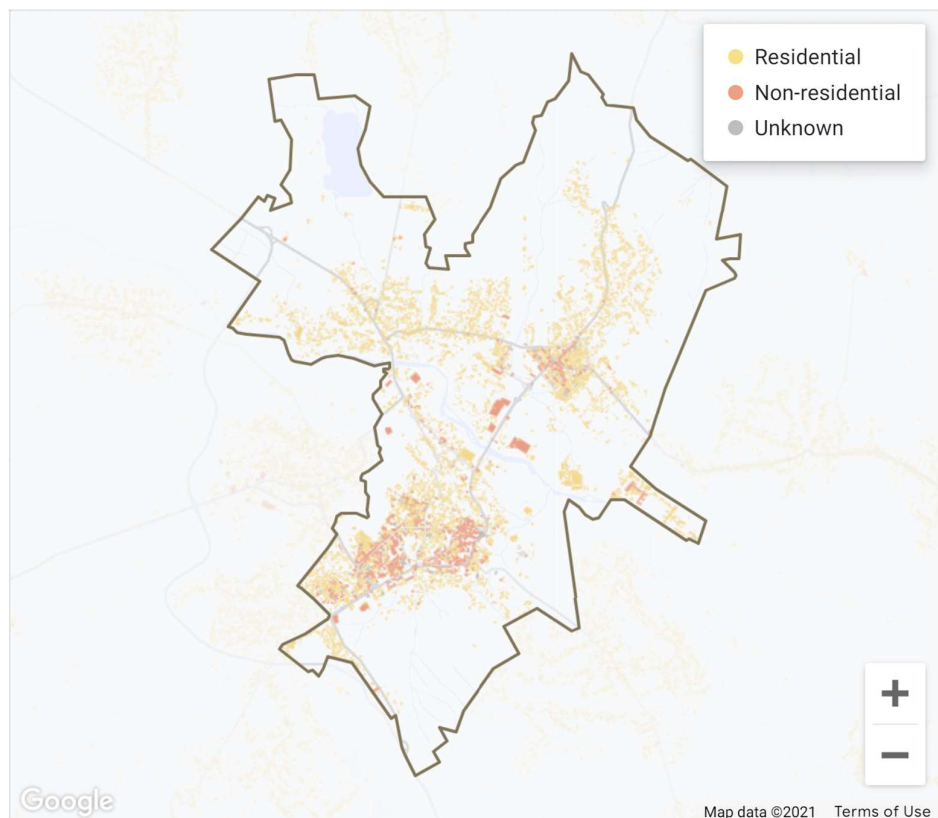 Residential
Non-residential
Unknown
Google
Map data ©2021 Terms of Use